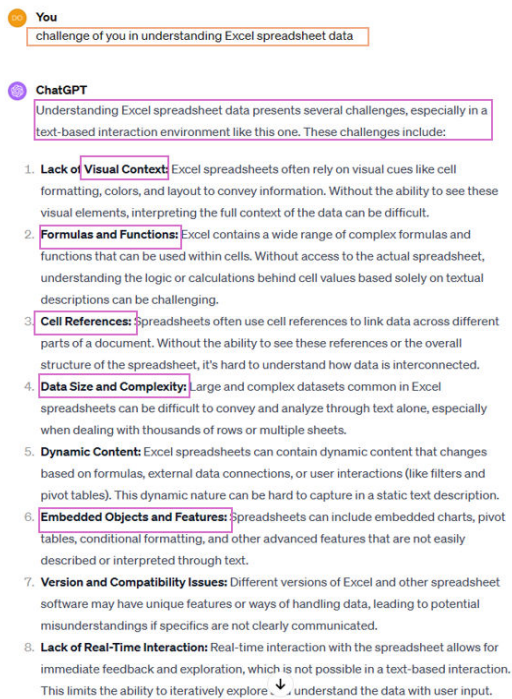 DO You
challenge of you in understanding Excel spreadsheet data
ChatGPT
Understanding Excel spreadsheet data presents several challenges, especially in a
text-based interaction environment like this one. These challenges include:
1. Lack of Visual Context: Excel spreadsheets often rely on visual cues like cell
formatting, colors, and layout to convey information. Without the ability to see these
visual elements, interpreting the full context of the data can be difficult.
2. Formulas and Functions: Excel contains a wide range of complex formulas and
functions that can be used within cells. Without access to the actual spreadsheet,
understanding the logic or calculations behind cell values based solely on textual
descriptions can be challenging.
3. Cell References: Spreadsheets often use cell references to link data across different
parts of a document. Without the ability to see these references or the overall
structure of the spreadsheet, it's hard to understand how data is interconnected.
4. Data Size and Complexity: Large and complex datasets common in Excel
spreadsheets can be difficult to convey and analyze through text alone, especially
when dealing with thousands of rows or multiple sheets.
5. Dynamic Content: Excel spreadsheets can contain dynamic content that changes
based on formulas, external data connections, or user interactions (like filters and
pivot tables). This dynamic nature can be hard to capture in a static text description.
6. Embedded Objects and Features: Spreadsheets can include embedded charts, pivot
tables, conditional formatting, and other advanced features that are not easily
described or interpreted through text.
7. Version and Compatibility Issues: Different versions of Excel and other spreadsheet
software may have unique features or ways of handling data, leading to potential
misunderstandings if specifics are not clearly communicated.
8. Lack of Real-Time Interaction: Real-time interaction with the spreadsheet allows for
immediate feedback and exploration, which is not possible in a text-based interaction.
This limits the ability to iteratively explore understand the data with user input.